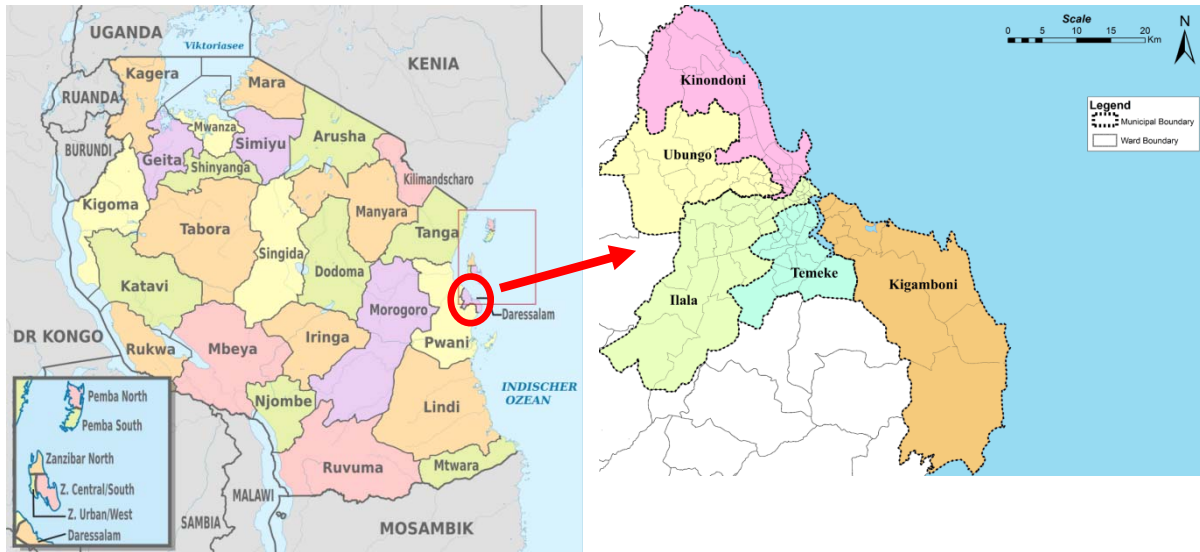 UGANDA
Viktoriasee
KENIA
Kagera
RUANDA
Mara
BURUNDI
Mwanza
Geita
Simiyu
Arusha
Shinyanga
Kilimandscharo
Kigoma
Tabora
Manyara
Tanga
Singida
Dodoma
Katavi
Morogoro
Daressalam
DR KONGO
Rukwa
Mbeya
Iringa
Pwani
INDISCHER
OZEAN
Njombe
Lindi
Ruvuma
Mtwara
MALAWI
SAMBIA
MOSAMBIK
Pemba North
Pemba South
Zanzibar North
Z. Central/South
Z. Urban/West
Daressalam
Scale
0 5 10 15 20
Km
N
Legend
Municipal Boundary
Ward Boundary
Kinondoni
Ubungo
Temeke
Ilala
Kigamboni